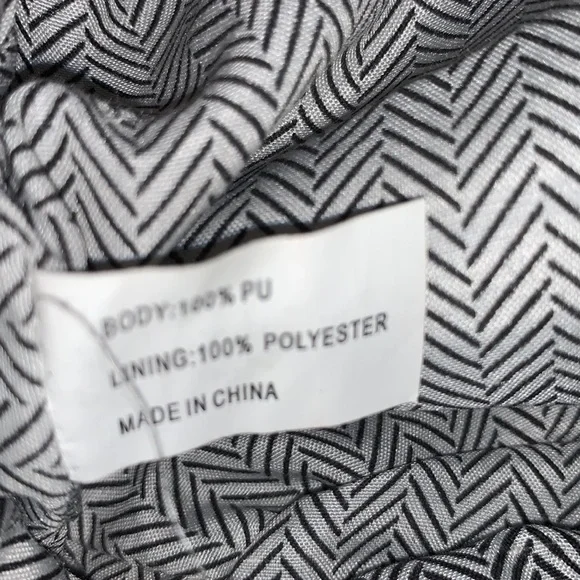 BODY:100% PU
LINING:100% POLYESTER
MADE IN CHINA